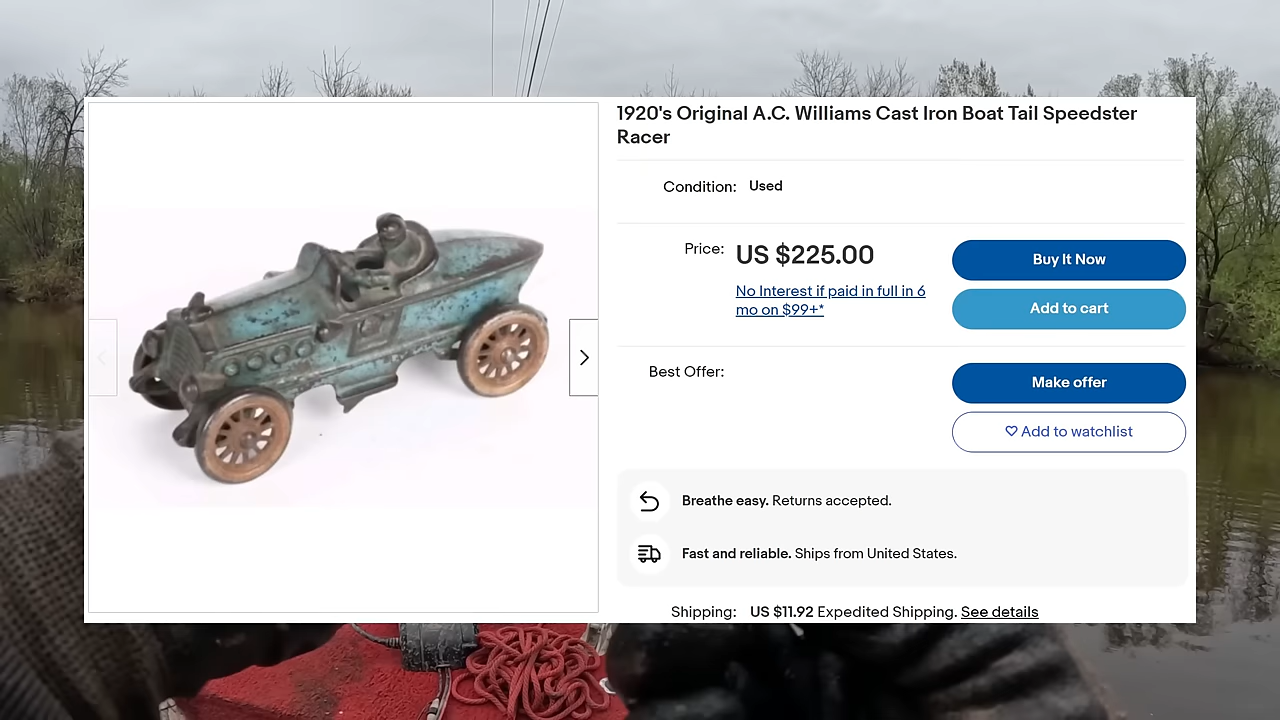 1920's Original A.C. Williams Cast Iron Boat Tail Speedster
Racer
Condition: Used
Price: US $225.00
No Interest if paid in full in 6
mo on $99+*
Buy It Now
Add to cart
Best Offer:
Make offer
Add to watchlist
Breathe easy. Returns accepted.
Fast and reliable. Ships from United States.
Shipping: US $11.92 Expedited Shipping. See details